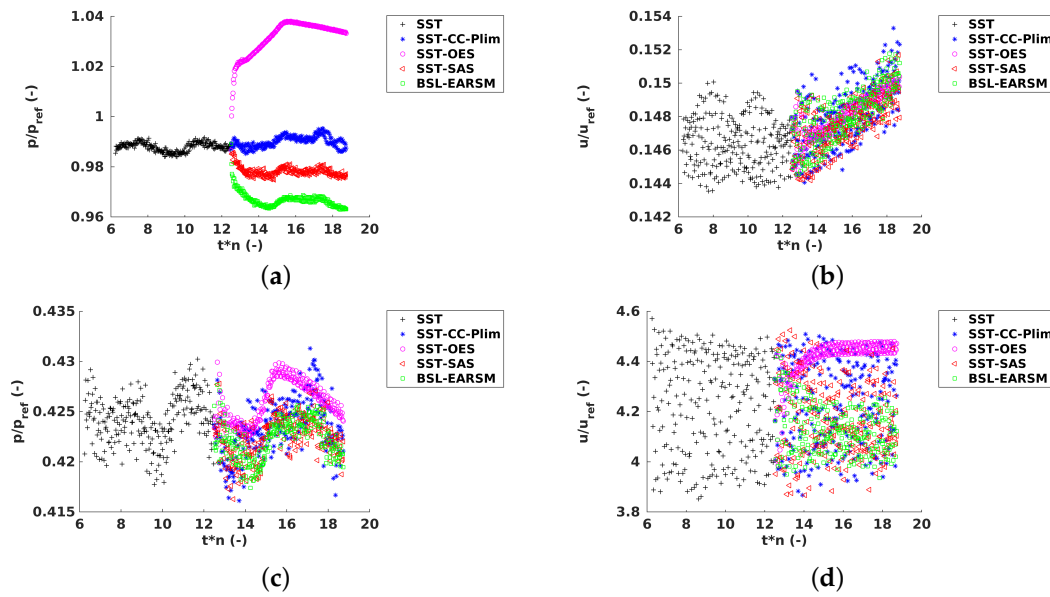 1.04
1.02
1
0.98
0.96
p/pref (-)
6 8 10 12 14 16 18 20
t*n (-)
SST
SST-CC-Plim
SST-OES
SST-SAS
BSL-EARSM
(a)
0.154
0.152
0.15
0.148
0.146
0.144
0.142
u/uref (-)
6 8 10 12 14 16 18 20
t*n (-)
SST
SST-CC-Plim
SST-OES
SST-SAS
BSL-EARSM
(b)
0.435
0.43
0.425
0.42
0.415
p/pref (-)
6 8 10 12 14 16 18 20
t*n (-)
SST
SST-CC-Plim
SST-OES
SST-SAS
BSL-EARSM
(c)
4.6
4.4
4.2
4
3.8
u/uref (-)
6 8 10 12 14 16 18 20
t*n (-)
SST
SST-CC-Plim
SST-OES
SST-SAS
BSL-EARSM
(d)